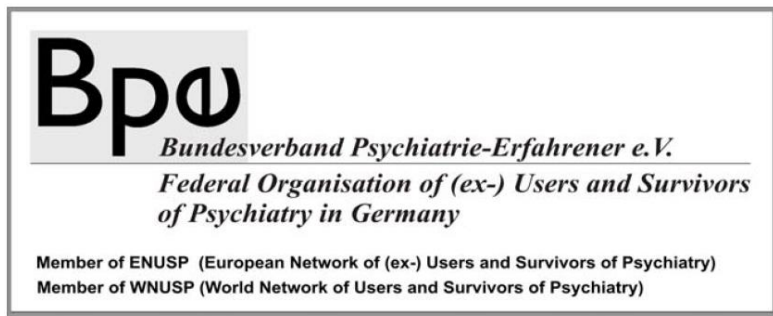 Bpe
Bundesverband Psychiatrie-Erfahrener e.V.
Federal Organisation of (ex-) Users and Survivors
of Psychiatry in Germany
Member of ENUSP (European Network of (ex-) Users and Survivors of Psychiatry)
Member of WNUSP (World Network of Users and Survivors of Psychiatry)